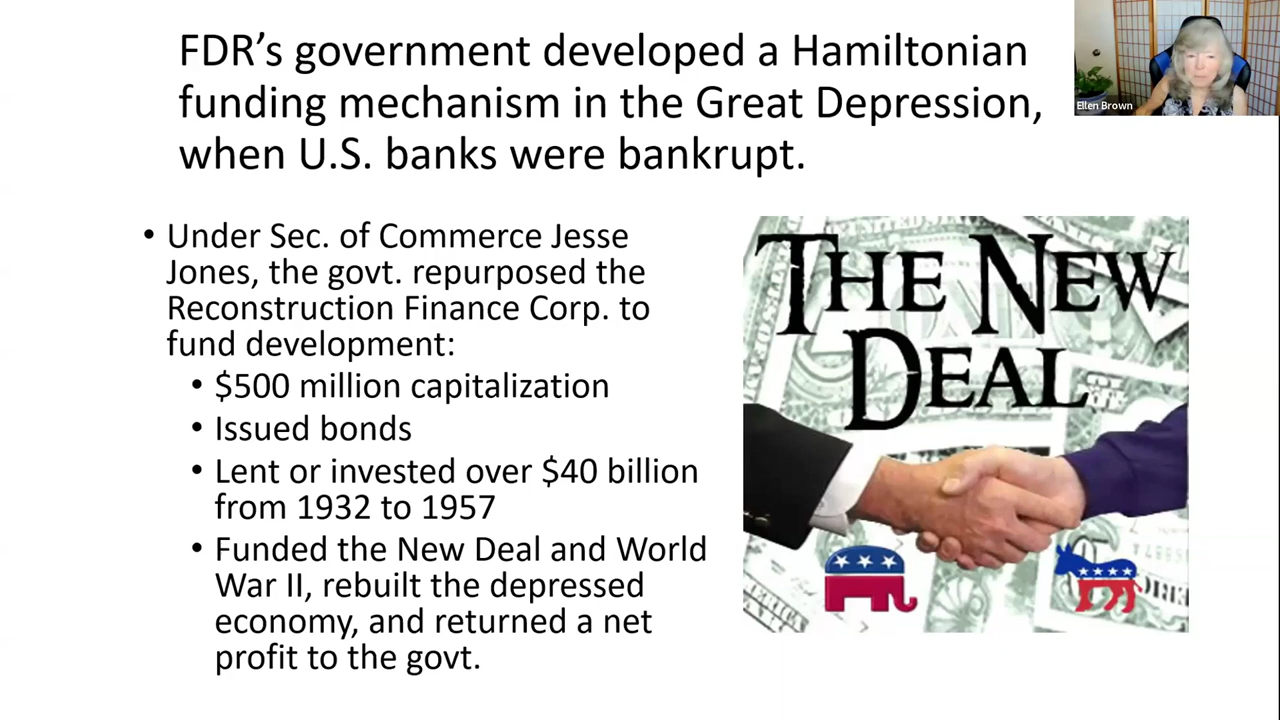 FDR’s government developed a Hamiltonian
funding mechanism in the Great Depression,
when U.S. banks were bankrupt.
Ellen Brown
• Under Sec. of Commerce Jesse
Jones, the govt. repurposed the
Reconstruction Finance Corp. to
fund development:
• $500 million capitalization
• Issued bonds
• Lent or invested over $40 billion
from 1932 to 1957
• Funded the New Deal and World
War II, rebuilt the depressed
economy, and returned a net
profit to the govt.
THE NEW
DEAL